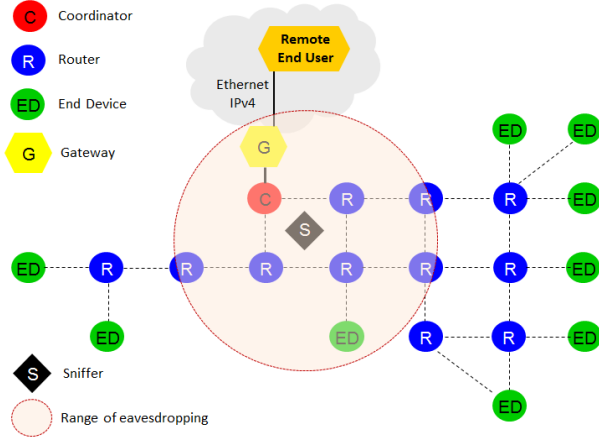 C Coordinator
R Router
ED End Device
G Gateway
Remote
End User
Ethernet
IPv4
G
ED ED
C R R R ED
S
ED R R R R R R ED
ED ED R R ED
ED
S Sniffer
Range of eavesdropping